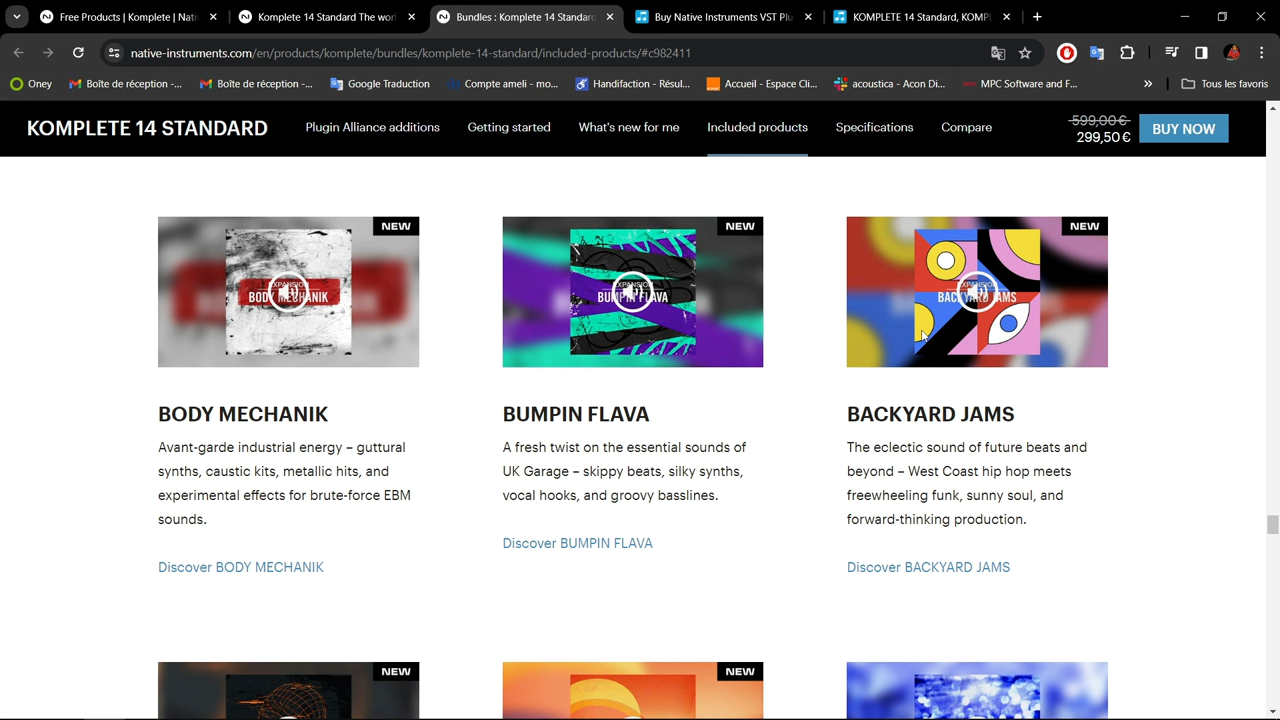 Free Products | Komplete | Nati
Komplete 14 Standard The worl
Bundles : Komplete 14 Standard
Buy Native Instruments VST Plu
KOMPLETE 14 Standard, KOMPL
native-instruments.com/en/products/komplete/bundles/komplete-14-standard/included-products/#c982411
Oney
Boîte de réception -...
Boîte de réception -...
Google Traduction
Compte ameli - mo...
Handifaction - Résul...
Accueil - Espace Cli...
acoustica - Acon Di...
MPC Software and F...
Tous les favoris
KOMPLETE 14 STANDARD
Plugin Alliance additions
Getting started
What's new for me
Included products
Specifications
Compare
599,00 €
299,50 €
BUY NOW
NEW
EXPANSION
BODY MECHANIK
NEW
EXPANSION
BUMPIN FLAVA
NEW
EXPANSION
BACKYARD JAMS
BODY MECHANIK
Avant-garde industrial energy – guttural
synths, caustic kits, metallic hits, and
experimental effects for brute-force EBM
sounds.
Discover BODY MECHANIK
BUMPIN FLAVA
A fresh twist on the essential sounds of
UK Garage – skippy beats, silky synths,
vocal hooks, and groovy basslines.
Discover BUMPIN FLAVA
BACKYARD JAMS
The eclectic sound of future beats and
beyond – West Coast hip hop meets
freewheeling funk, sunny soul, and
forward-thinking production.
Discover BACKYARD JAMS
NEW
NEW